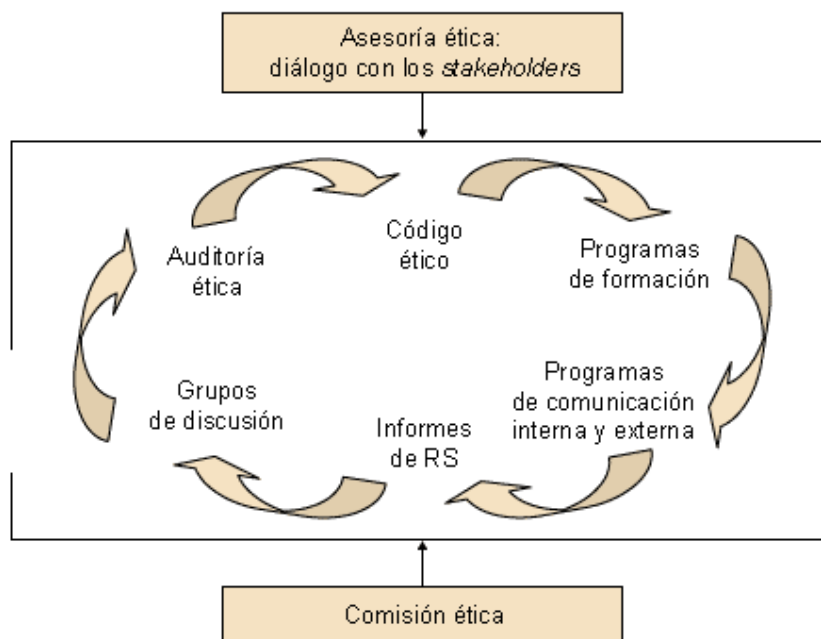 Asesoría ética:
diálogo con los stakeholders
Código
ético
Auditoría
ética
Programas
de formación
Programas
de comunicación
interna y externa
Grupos
de discusión
Informes
de RS
Comisión ética